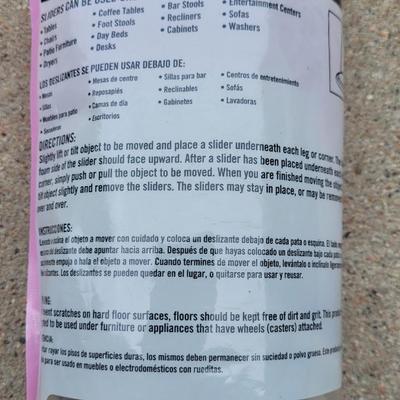 SLIDERS CAN BE USED
• Tables
• Chairs
• Patio Furniture
• Dryers
• Coffee Tables
• Foot Stools
• Day Beds
• Desks
• Bar Stools
• Recliners
• Cabinets
Entertainment Centers
• Sofas
• Washers
LOS DESLIZANTES SE PUEDEN USAR DEBAJO DE:
• Mesas
• Sillas
• Muebles para patio
• Secadoras
• Mesas de centro
• Reposapiés
• Camas de día
• Escritorios
• Sillas para bar
• Reclinables
• Gabinetes
• Centros de entretenimiento
• Sofás
• Lavadoras
DIRECTIONS:
Slightly lift or tilt object to be moved and place a slider underneath each leg or corner. The
foam side of the slider should face upward. After a slider has been placed underneath each
corner, simply push or pull the object to be moved. When you are finished moving the object
tilt object slightly and remove the sliders. The sliders may stay in place, or may be removed
over and over.
INSTRUCCIONES:
o inclina el objeto a mover con cuidado y coloca un deslizante debajo de cada pata o esquina. El lado
del deslizante debe apuntar hacia arriba. Después de que hayas colocado un deslizante bajo cada pata
empuja o hala el objeto a mover. Cuando termines de mover el objeto, levántalo o inclínalo
Los deslizantes se pueden quedar en el lugar, o quitarse para usar y reusar.
scratches on hard floor surfaces, floors should be kept free of dirt and grit. This
to be used under furniture or appliances that have wheels (casters) attached.
rayar los pisos de superficies duras, los mismos deben permanecer sin suciedad o polvo grueso. Este
para ser usado en muebles o electrodomésticos con rueditas.